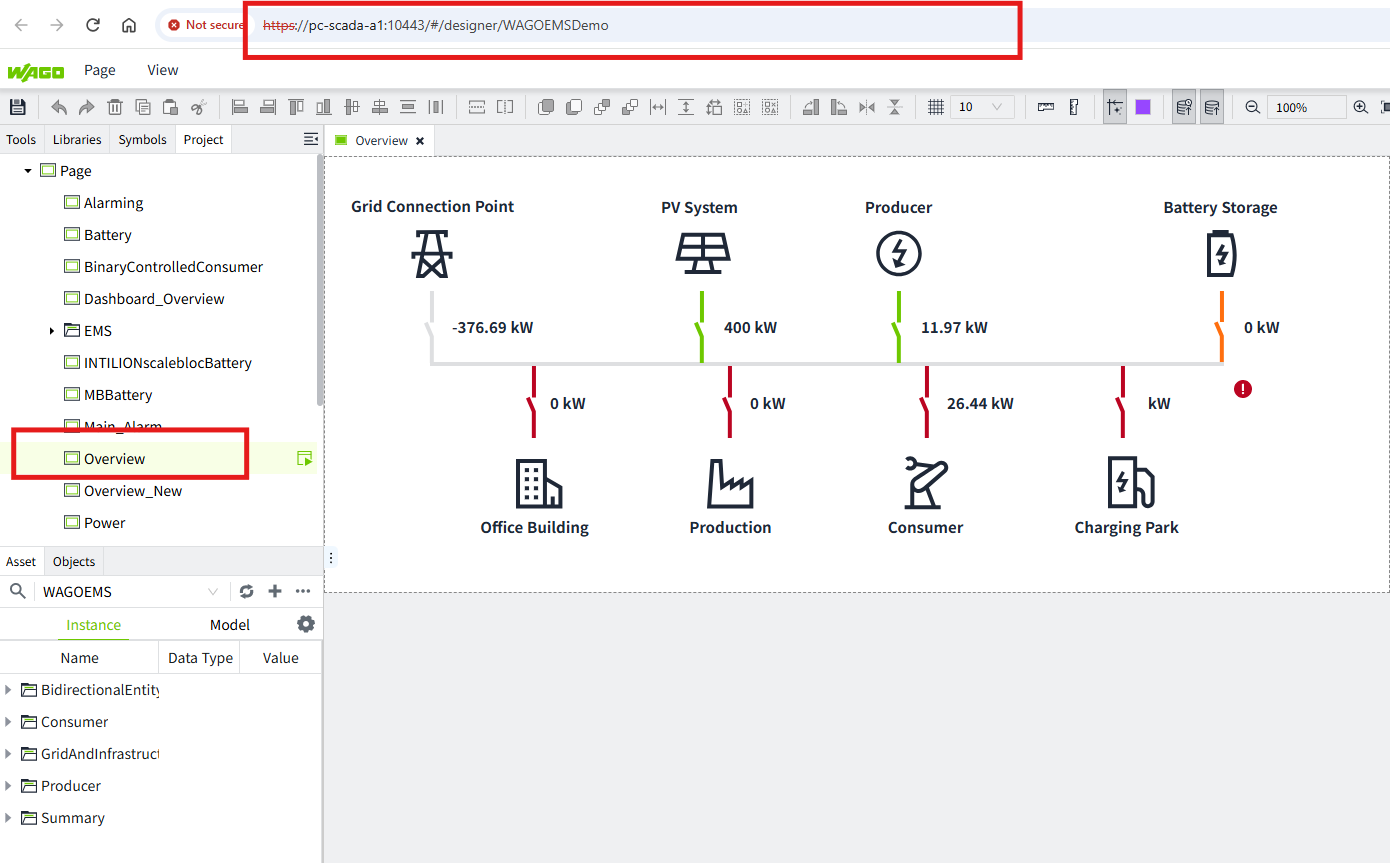 Not secure https://pc-scada-a1:10443/#/designer/WAGOEMSDemo
WAGO Page View
10 100%
Tools Libraries Symbols Project
Overview
Page
Alarming
Battery
BinaryControlledConsumer
Dashboard_Overview
EMS
INTILIONscaleblocBattery
MBBattery
Main_Alarm
Overview
Overview_New
Power
Grid Connection Point PV System Producer Battery Storage
-376.69 kW 400 kW 11.97 kW 0 kW
0 kW 0 kW 26.44 kW kW
Office Building Production Consumer Charging Park
Asset Objects
WAGOEMS
Instance Model
Name Data Type Value
BidirectionalEntity
Consumer
GridAndInfrastruct
Producer
Summary